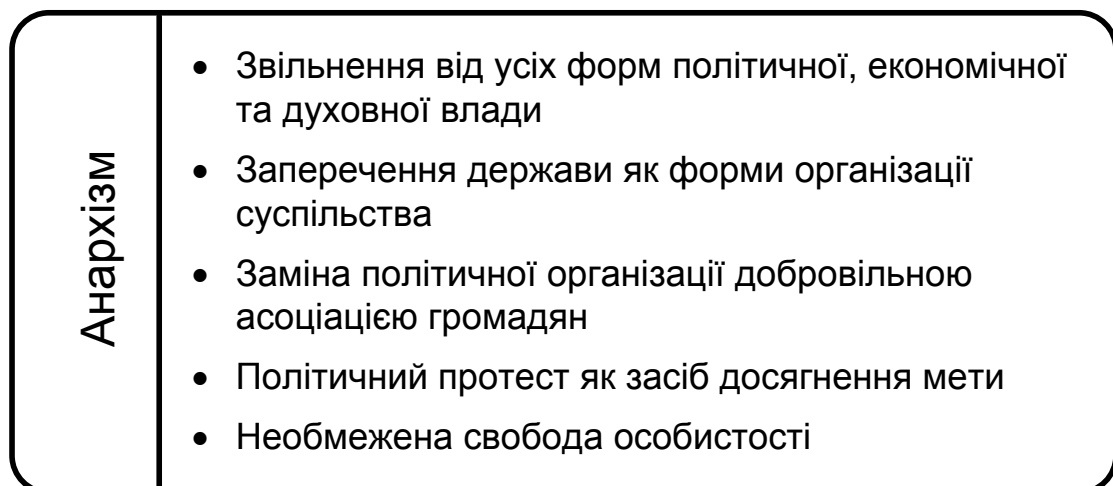 Анархізм
• Звільнення від усіх форм політичної, економічної
та духовної влади
• Заперечення держави як форми організації
суспільства
• Заміна політичної організації добровільною
асоціацією громадян
• Політичний протест як засіб досягнення мети
• Необмежена свобода особистості